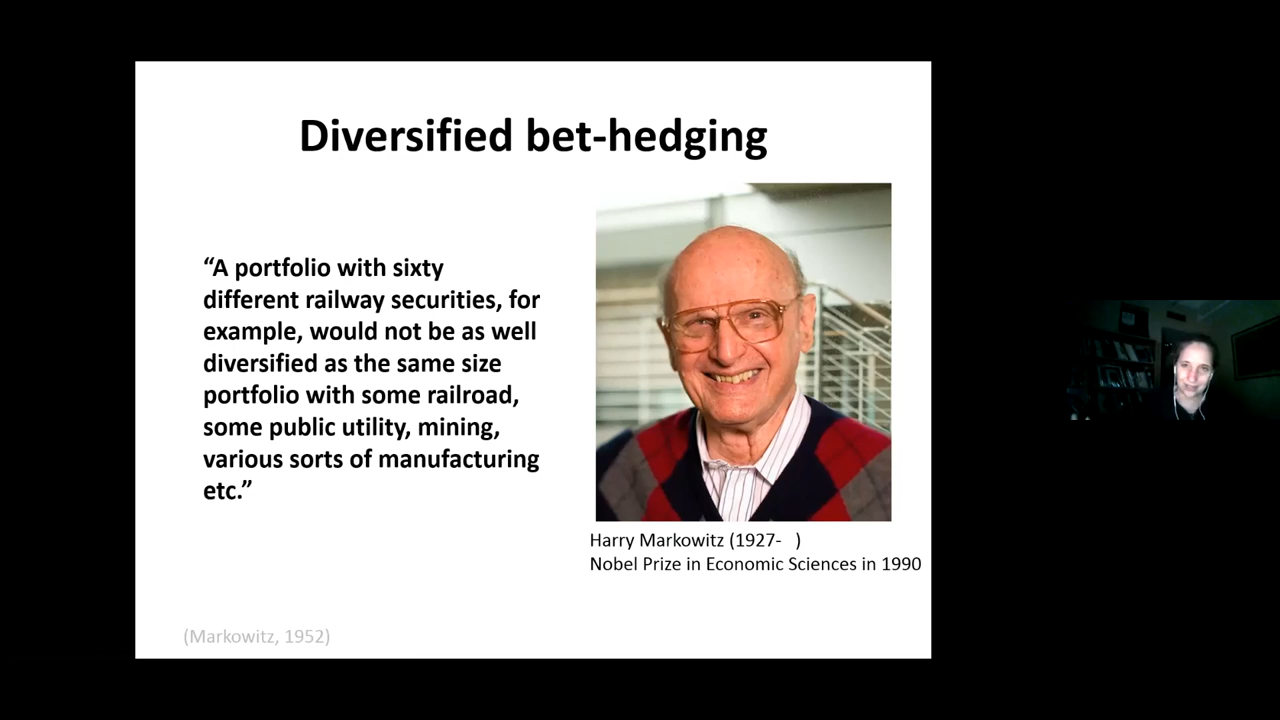 Diversified bet-hedging
“A portfolio with sixty
different railway securities, for
example, would not be as well
diversified as the same size
portfolio with some railroad,
some public utility, mining,
various sorts of manufacturing
etc.”
Harry Markowitz (1927-   )
Nobel Prize in Economic Sciences in 1990
(Markowitz, 1952)